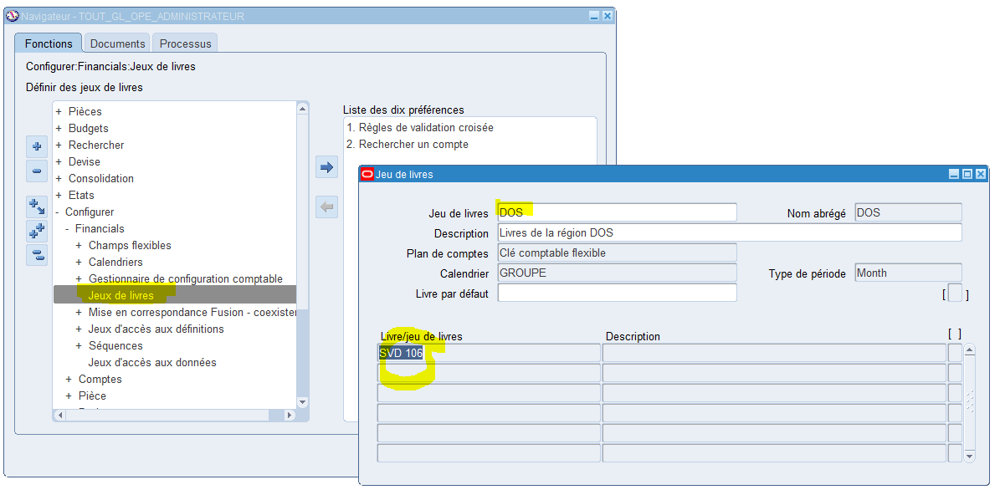 Navigateur - TOUT_GL_OPE_ADMINISTRATEUR
Fonctions
Documents
Processus
Configurer:Financials:Jeux de livres
Définir des jeux de livres
+ Pièces
+ Budgets
+ Rechercher
+ Devise
+ Consolidation
+ Etats
- Configurer
- Financials
+ Champs flexibles
+ Calendriers
+ Gestionnaire de configuration comptable
Jeux de livres
+ Mise en correspondance Fusion - coexister
+ Jeux d'accès aux définitions
+ Séquences
Jeux d'accès aux données
+ Comptes
+ Pièce
Liste des dix préférences
1. Règles de validation croisée
2. Rechercher un compte
Jeu de livres
Jeu de livres DOS
Nom abrégé DOS
Description Livres de la région DOS
Plan de comptes Clé comptable flexible
Calendrier GROUPE
Type de période Month
Livre par défaut
[ ]
Livre/jeu de livres
Description
[ ]
SVD 106